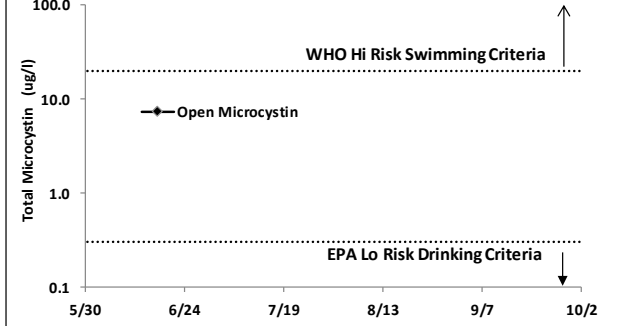 100.0
WHO Hi Risk Swimming Criteria
10.0
Open Microcystin
Total Microcystin (ug/l)
1.0
EPA Lo Risk Drinking Criteria
0.1
5/30 6/24 7/19 8/13 9/7 10/2